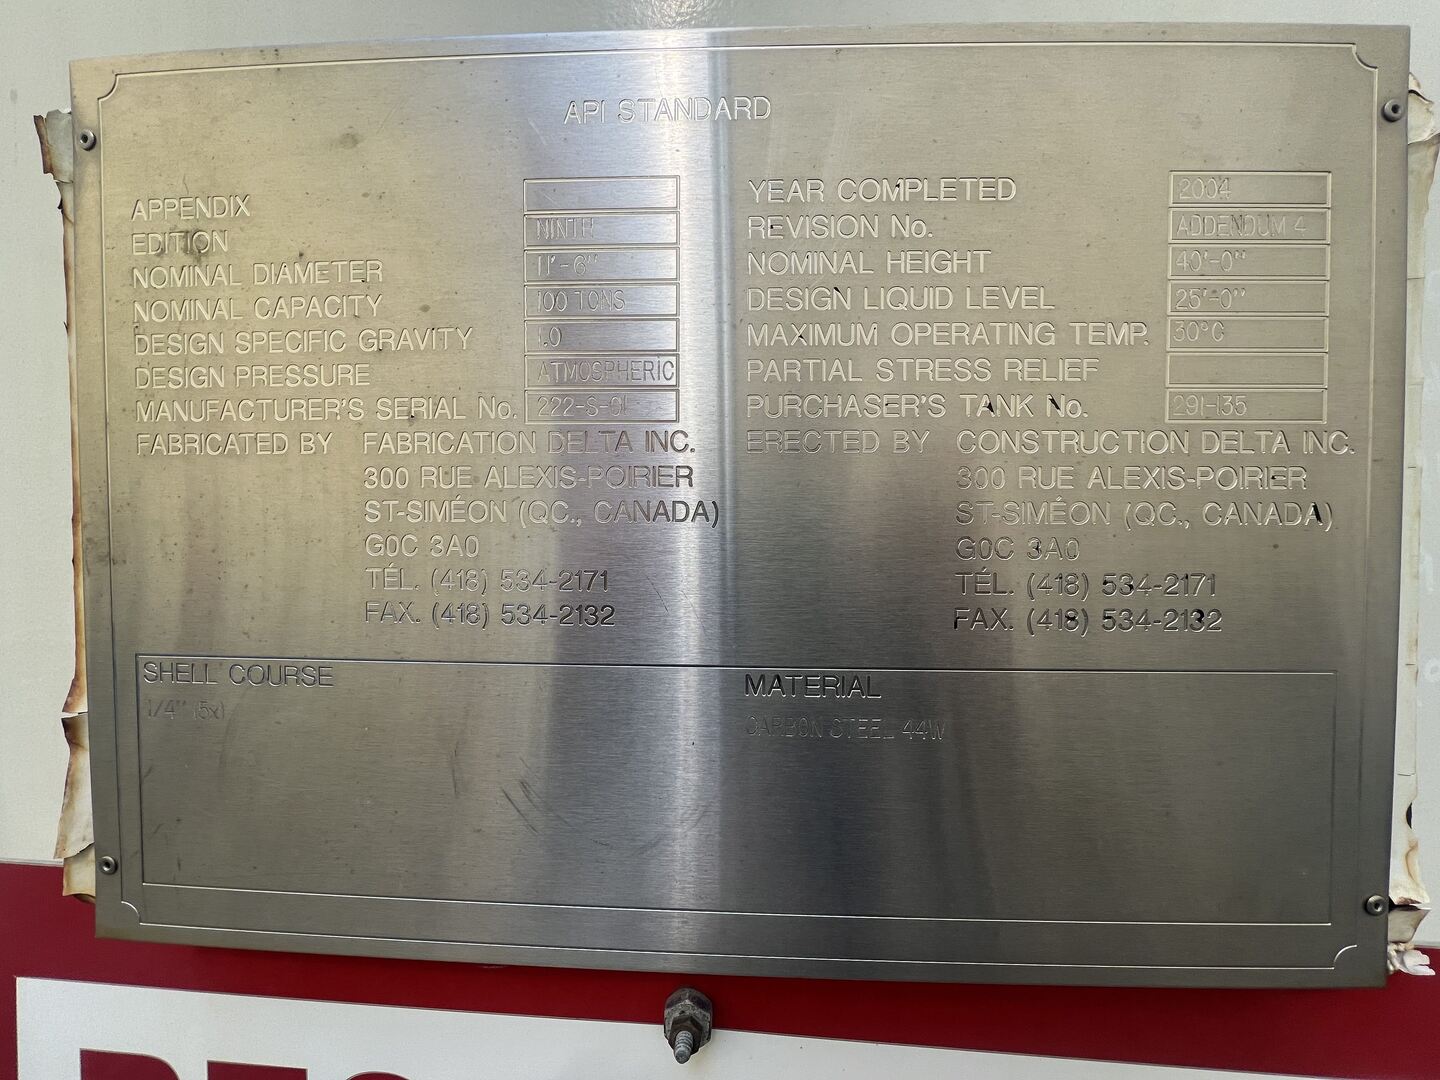 API STANDARD
APPENDIX
EDITION NINTH
NOMINAL DIAMETER 11'-6"
NOMINAL CAPACITY 100 TONS
DESIGN SPECIFIC GRAVITY 1.0
DESIGN PRESSURE ATMOSPHERIC
MANUFACTURER'S SERIAL No. 222-S-01
FABRICATED BY FABRICATION DELTA INC.
300 RUE ALEXIS-POIRIER
ST-SIMÉON (QC., CANADA)
G0C 3A0
TÉL. (418) 534-2171
FAX. (418) 534-2132
YEAR COMPLETED 2004
REVISION No. ADDENDUM 4
NOMINAL HEIGHT 40'-0"
DESIGN LIQUID LEVEL 25'-0"
MAXIMUM OPERATING TEMP. 30°C
PARTIAL STRESS RELIEF
PURCHASER'S TANK No. 291-135
ERECTED BY CONSTRUCTION DELTA INC.
300 RUE ALEXIS-POIRIER
ST-SIMÉON (QC., CANADA)
G0C 3A0
TÉL. (418) 534-2171
FAX. (418) 534-2132
SHELL COURSE
1/4" (5x)
MATERIAL
CARBON STEEL 44W